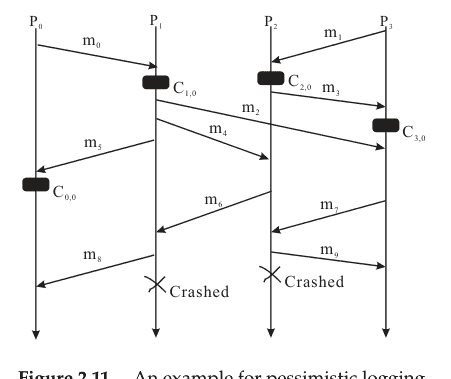 P₀ P₁ P₂ P₃
m₀ m₁
C₁,₀ C₂,₀ m₃
m₂
m₄ C₃,₀
m₅
C₀,₀
m₆ m₇
m₈ m₉
Crashed Crashed
Figure 2.11 An example for pessimistic logging